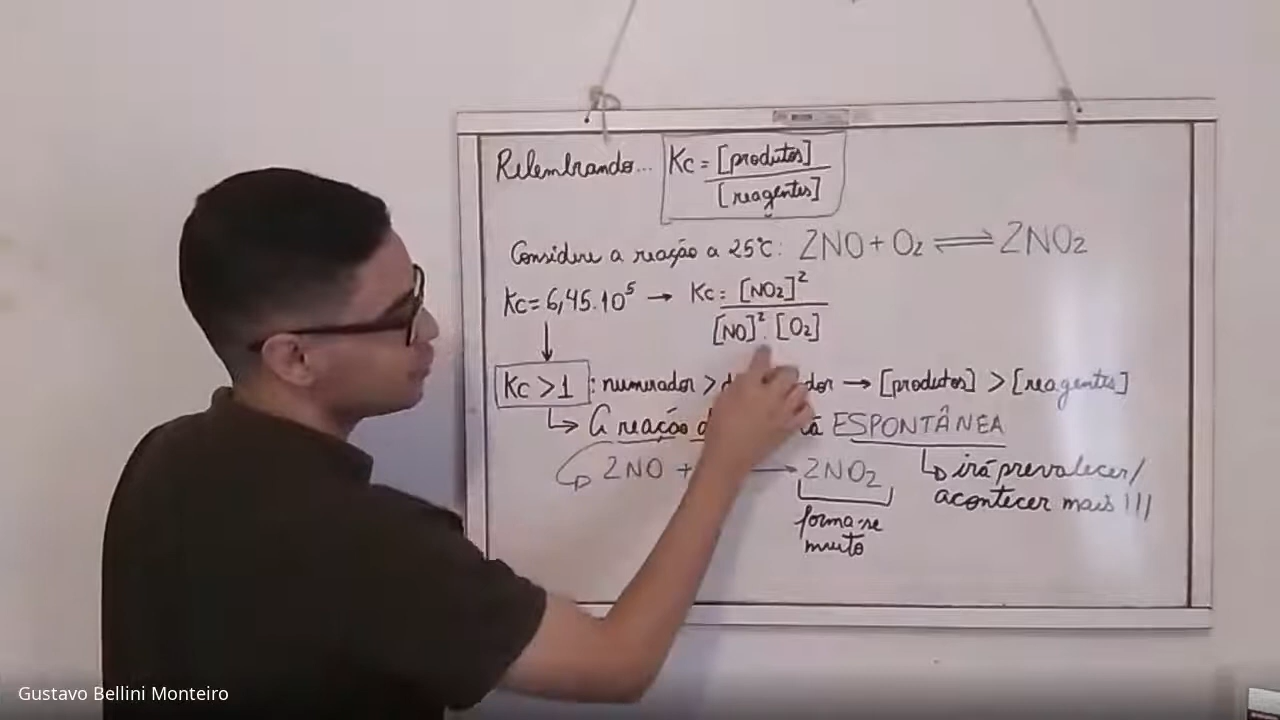 Relembrando... Kc = [produtos]
[reagentes]
Considere a reação a 25°C: 2NO + O₂ ⇌ 2NO₂
Kc = 6,45.10⁵ → Kc = [NO₂]²
[NO]² . [O₂]
Kc > 1 : numerador > d dor → [produtos] > [reagentes]
↳ A reação d á ESPONTÂNEA
2NO + → 2NO₂ ↳ irá prevalecer/
acontecer mais !!!
forma-se
muito
Gustavo Bellini Monteiro